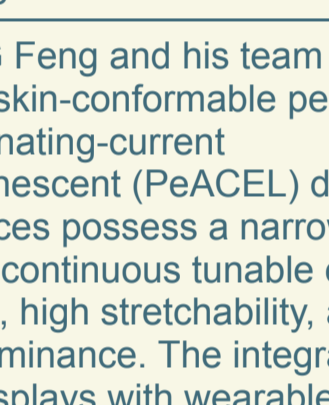 G Feng and his team
skin-conformable pe
nating-current
nescent (PeACEL) d
ces possess a narro
continuous tunable
, high stretchability,
minance. The integr
splays with wearable